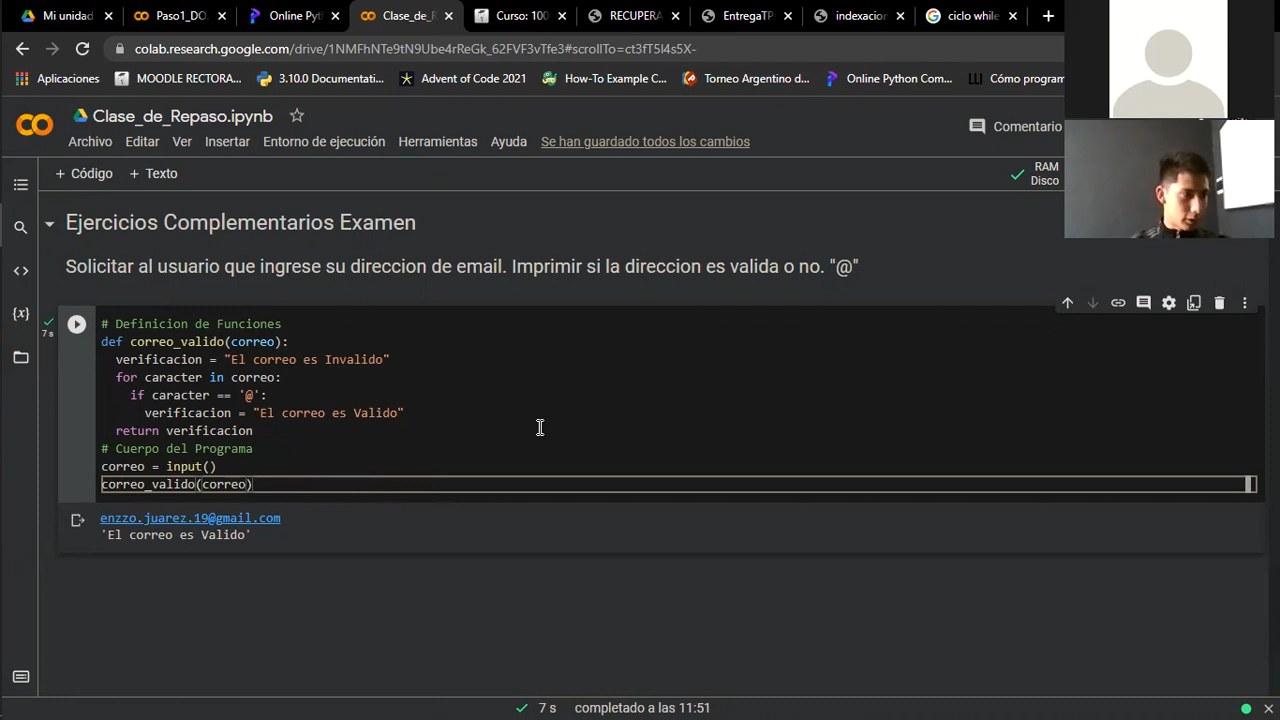 Mi unidad
Paso1_DO
Online Pyt
Clase_de_R
Curso: 100
RECUPERA
EntregaTP
indexacion
ciclo while
colab.research.google.com/drive/1NMFhNTe9tN9Ube4rReGk_62FVF3vTfe3#scrollTo=ct3fT5l4s5X-
Aplicaciones
MOODLE RECTORA...
3.10.0 Documentati...
Advent of Code 2021
How-To Example C...
Torneo Argentino d...
Online Python Com...
Cómo program
Clase_de_Repaso.ipynb
Comentario
Archivo Editar Ver Insertar Entorno de ejecución Herramientas Ayuda Se han guardado todos los cambios
+ Código + Texto
RAM
Disco
Ejercicios Complementarios Examen
Solicitar al usuario que ingrese su direccion de email. Imprimir si la direccion es valida o no. "@"
7s
# Definicion de Funciones
def correo_valido(correo):
verificacion = "El correo es Invalido"
for caracter in correo:
if caracter == '@':
verificacion = "El correo es Valido"
return verificacion
# Cuerpo del Programa
correo = input()
correo_valido(correo)
enzzo.juarez.19@gmail.com
'El correo es Valido'
7 s completado a las 11:51